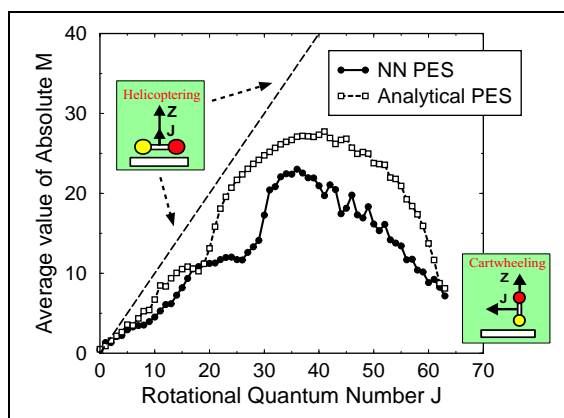 40
30
20
10
0
0 10 20 30 40 50 60 70
Average value of Absolute M
Rotational Quantum Number J
NN PES
Analytical PES
Helicoptering
Z
J
Cartwheeling
Z
J